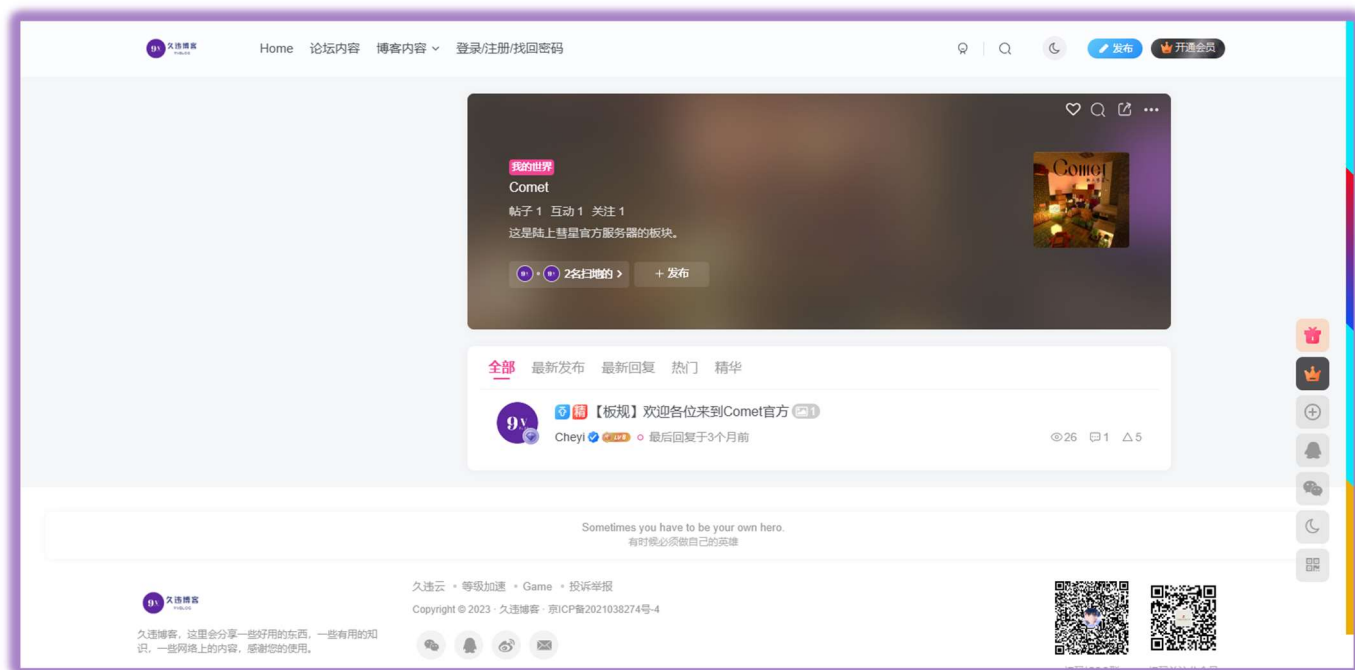 久违博客
Home 论坛内容 博客内容 登录/注册/找回密码
发布 开通会员
我的世界
Comet
帖子 1 互动 1 关注 1
这是陆上彗星官方服务器的板块。
2名扫地的
+ 发布
Comet
全部 最新发布 最新回复 热门 精华
9V
精 【板规】欢迎各位来到Comet官方 1
Cheyi 最后回复于3个月前
26 1 5
Sometimes you have to be your own hero.
有时候必须做自己的英雄
久违云 等级加速 Game 投诉举报
久违博客
Copyright © 2023 · 久违博客 · 京ICP备2021038274号-4
久违博客，这里会分享一些好用的东西，一些有用的知
识，一些网络上的内容，感谢您的使用。